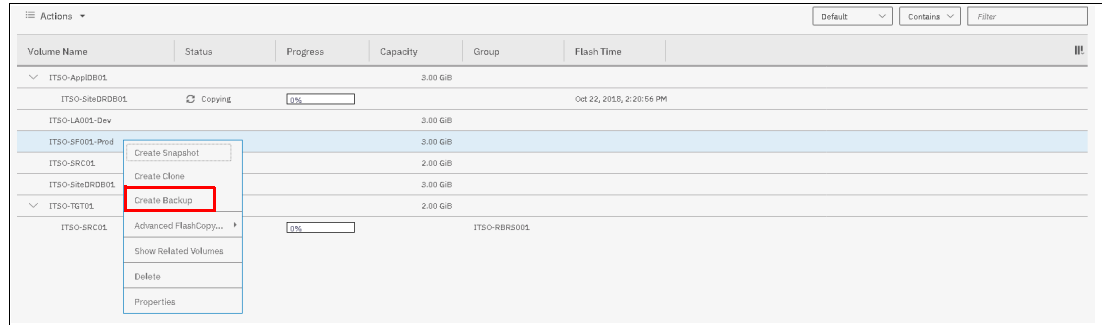 Actions Default Contains Filter
Volume Name Status Progress Capacity Group Flash Time
ITSO-ApplDB01 3.00 GiB
ITSO-SiteDRDB01 Copying 0% Oct 22, 2018, 2:20:56 PM
ITSO-LA001-Dev 3.00 GiB
ITSO-SF001-Prod 3.00 GiB
Create Snapshot
ITSO-SRC01 2.00 GiB
Create Clone
ITSO-SiteDRDB01 3.00 GiB
Create Backup
ITSO-TGT01 2.00 GiB
ITSO-SRC01 Advanced FlashCopy... 0% ITSO-RBRS001
Show Related Volumes
Delete
Properties